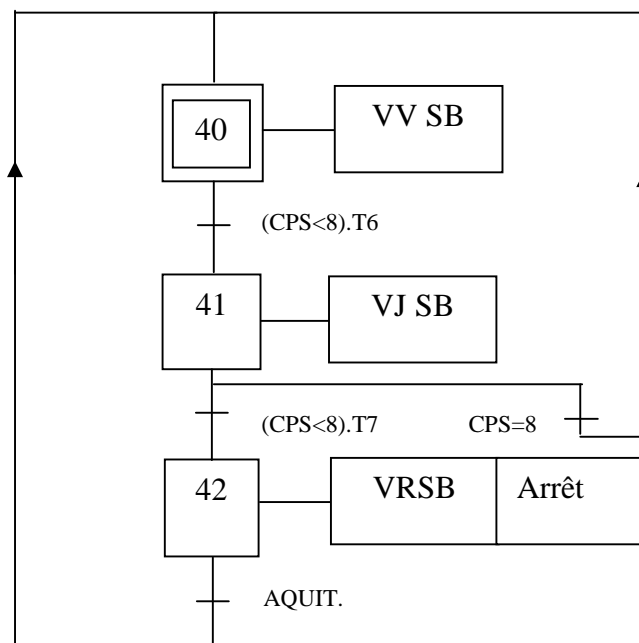 40
VV SB
(CPS<8).T6
41
VJ SB
(CPS<8).T7
CPS=8
42
VRSB
Arrêt
AQUIT.